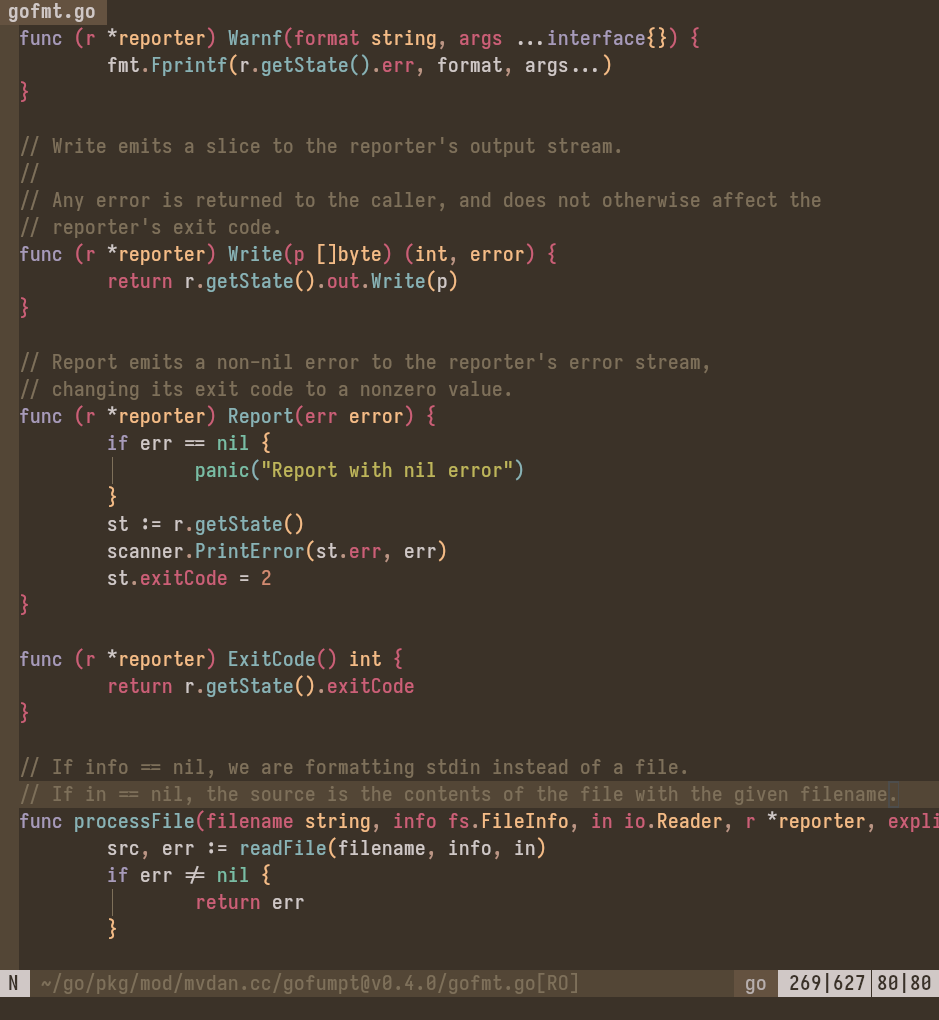 gofmt.go
func (r *reporter) Warnf(format string, args ...interface{}) {
        fmt.Fprintf(r.getState().err, format, args...)
}

// Write emits a slice to the reporter's output stream.
//
// Any error is returned to the caller, and does not otherwise affect the
// reporter's exit code.
func (r *reporter) Write(p []byte) (int, error) {
        return r.getState().out.Write(p)
}

// Report emits a non-nil error to the reporter's error stream,
// changing its exit code to a nonzero value.
func (r *reporter) Report(err error) {
        if err == nil {
                panic("Report with nil error")
        }
        st := r.getState()
        scanner.PrintError(st.err, err)
        st.exitCode = 2
}

func (r *reporter) ExitCode() int {
        return r.getState().exitCode
}

// If info == nil, we are formatting stdin instead of a file.
// If in == nil, the source is the contents of the file with the given filename.
func processFile(filename string, info fs.FileInfo, in io.Reader, r *reporter, expli
        src, err := readFile(filename, info, in)
        if err != nil {
                return err
        }

N ~/go/pkg/mod/mvdan.cc/gofumpt@v0.4.0/gofmt.go[RO] go 269|627 80|80